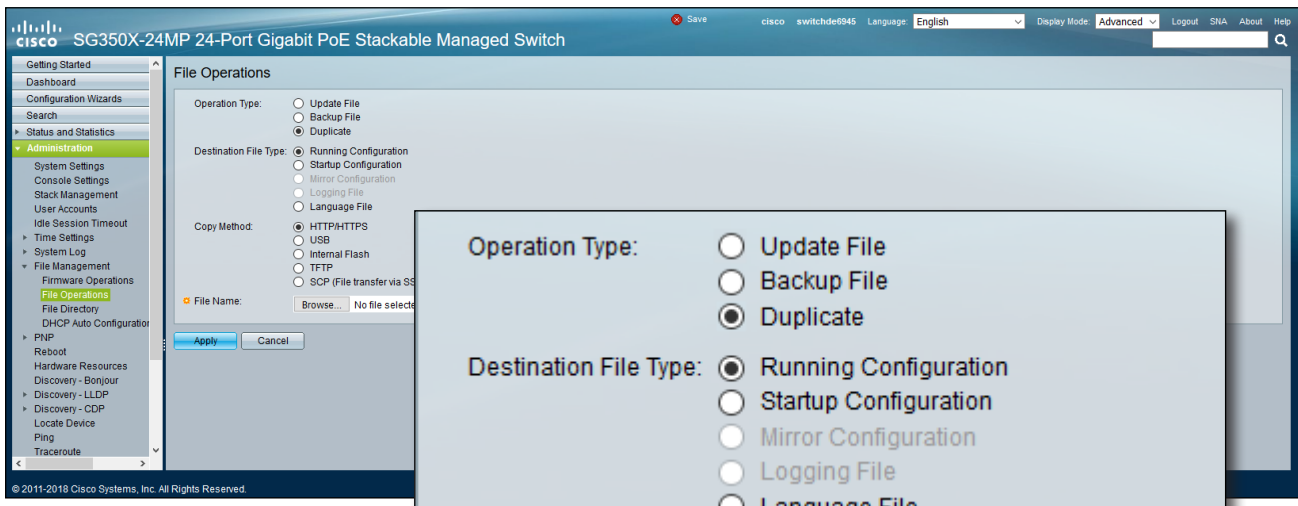 Save cisco switchde6945 Language: English Display Mode: Advanced Logout SNA About Help
CISCO SG350X-24MP 24-Port Gigabit PoE Stackable Managed Switch
Getting Started
Dashboard
Configuration Wizards
Search
Status and Statistics
Administration
System Settings
Console Settings
Stack Management
User Accounts
Idle Session Timeout
Time Settings
System Log
File Management
Firmware Operations
File Operations
File Directory
DHCP Auto Configuration
PNP
Reboot
Hardware Resources
Discovery - Bonjour
Discovery - LLDP
Discovery - CDP
Locate Device
Ping
Traceroute
File Operations
Operation Type: Update File
Backup File
Duplicate
Destination File Type: Running Configuration
Startup Configuration
Mirror Configuration
Logging File
Language File
Copy Method: HTTP/HTTPS
USB
Internal Flash
TFTP
SCP (File transfer via SS
File Name: Browse... No file selecte
Apply Cancel
Operation Type: Update File
Backup File
Duplicate
Destination File Type: Running Configuration
Startup Configuration
Mirror Configuration
Logging File
Language File
© 2011-2018 Cisco Systems, Inc. All Rights Reserved.